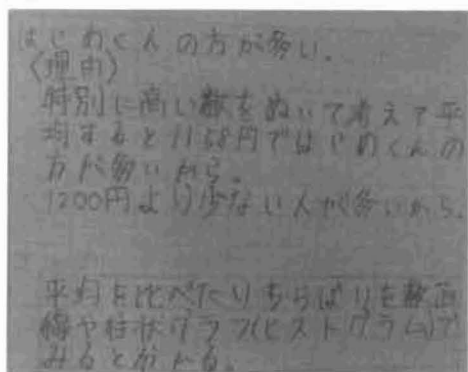 はじめくんの方が多い.
〈理由〉
特別に高い数をぬいて考えて平
均すると1158円ではじめくんの
方が多いから。
1200円より少ない人が多いから.
平均を比べたりちらばりを数直
線や柱状グラフ(ヒストグラム)で
みると分かる。